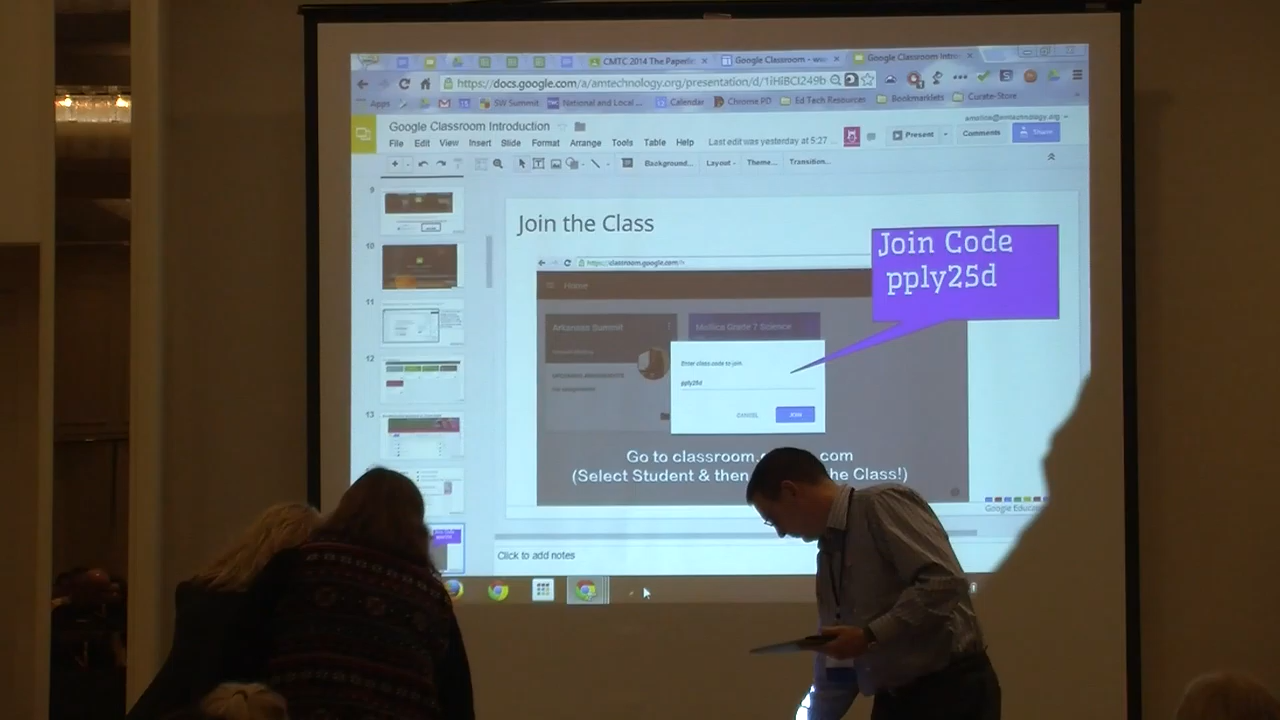 CMTC 2014 The Paperle
Google Classroom - wor
Google Classroom Intro
https://docs.google.com/a/amtechnology.org/presentation/d/1iHiBCI249b
Apps
SW Summit
National and Local ...
Calendar
Chrome PD
Ed Tech Resources
Bookmarklets
Curate-Store
Google Classroom Introduction
File Edit View Insert Slide Format Arrange Tools Table Help
Last edit was yesterday at 5:27 ...
Present
Comments
Share
Background...
Layout
Theme...
Transition...
9
10
11
12
13
Join the Class
https://classroom.google.com
Home
Arkansas Summit
Mollica Grade 7 Science
Join Code
pply25d
Enter class code to join.
pply25d
CANCEL
JOIN
Go to classroom. com
(Select Student & then he Class!)
Google Educa
Click to add notes